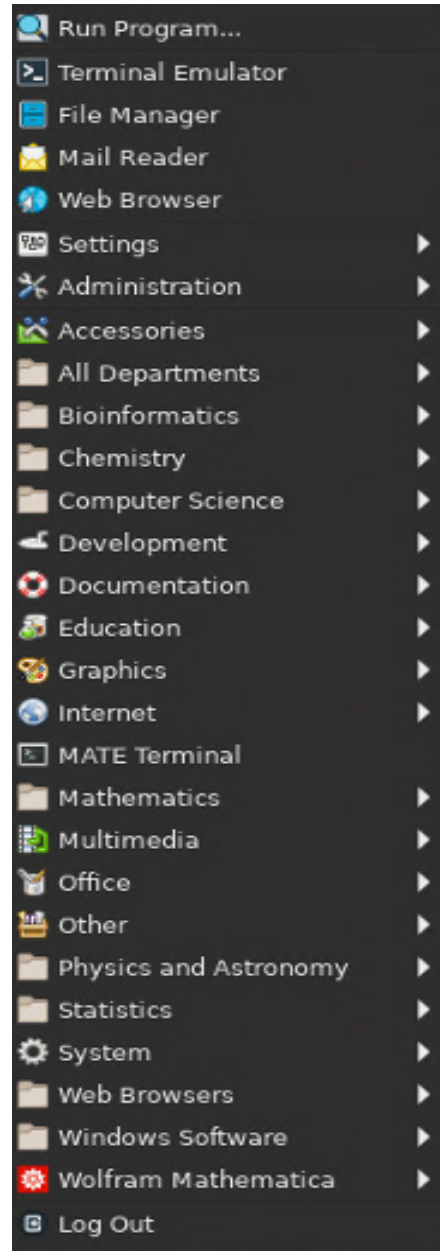 Run Program...
Terminal Emulator
File Manager
Mail Reader
Web Browser
Settings
Administration
Accessories
All Departments
Bioinformatics
Chemistry
Computer Science
Development
Documentation
Education
Graphics
Internet
MATE Terminal
Mathematics
Multimedia
Office
Other
Physics and Astronomy
Statistics
System
Web Browsers
Windows Software
Wolfram Mathematica
Log Out